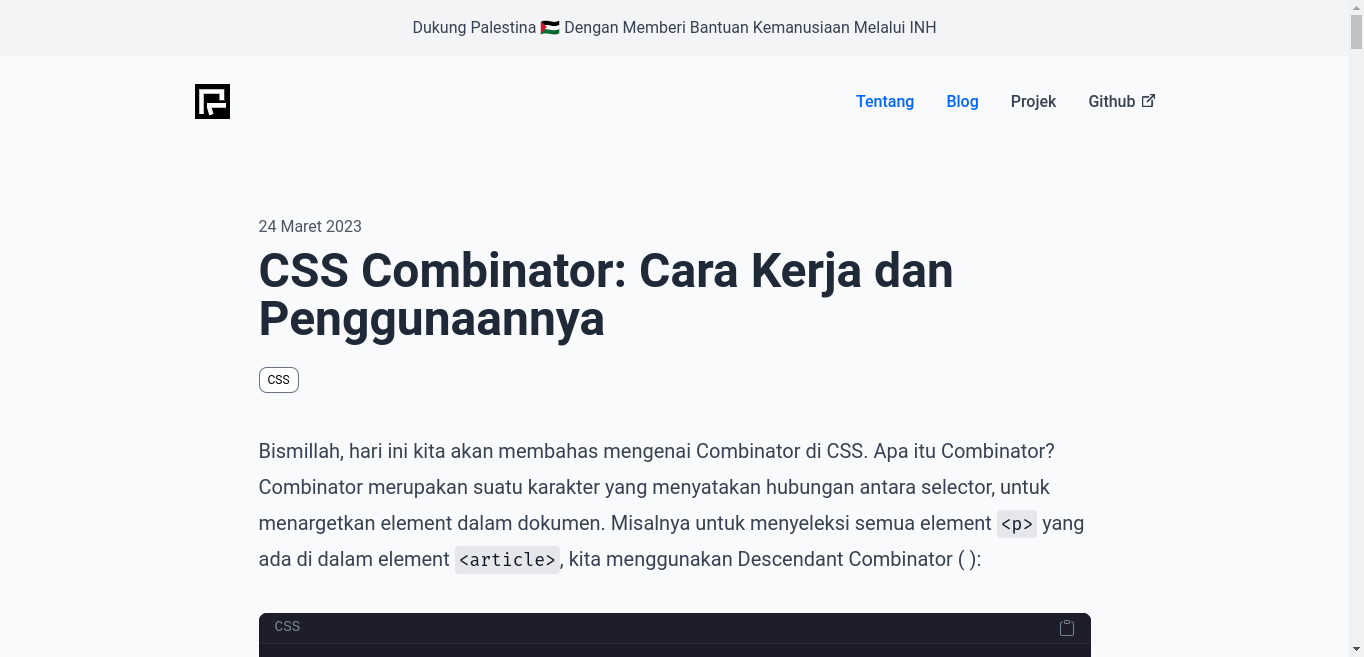 Dukung Palestina 🇵🇸 Dengan Memberi Bantuan Kemanusiaan Melalui INH
Tentang Blog Projek Github
24 Maret 2023
CSS Combinator: Cara Kerja dan
Penggunaannya
CSS
Bismillah, hari ini kita akan membahas mengenai Combinator di CSS. Apa itu Combinator?
Combinator merupakan suatu karakter yang menyatakan hubungan antara selector, untuk
menargetkan element dalam dokumen. Misalnya untuk menyeleksi semua element <p> yang
ada di dalam element <article>, kita menggunakan Descendant Combinator ( ):
CSS